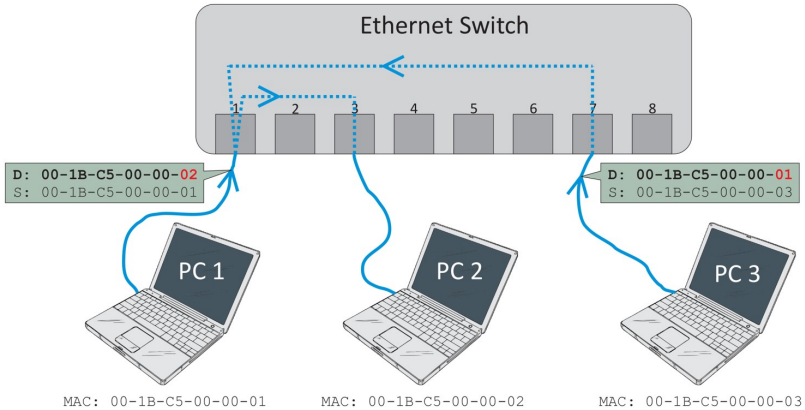 Ethernet Switch
1 2 3 4 5 6 7 8
D: 00-1B-C5-00-00-02
S: 00-1B-C5-00-00-01
D: 00-1B-C5-00-00-01
S: 00-1B-C5-00-00-03
PC 1
PC 2
PC 3
MAC: 00-1B-C5-00-00-01
MAC: 00-1B-C5-00-00-02
MAC: 00-1B-C5-00-00-03